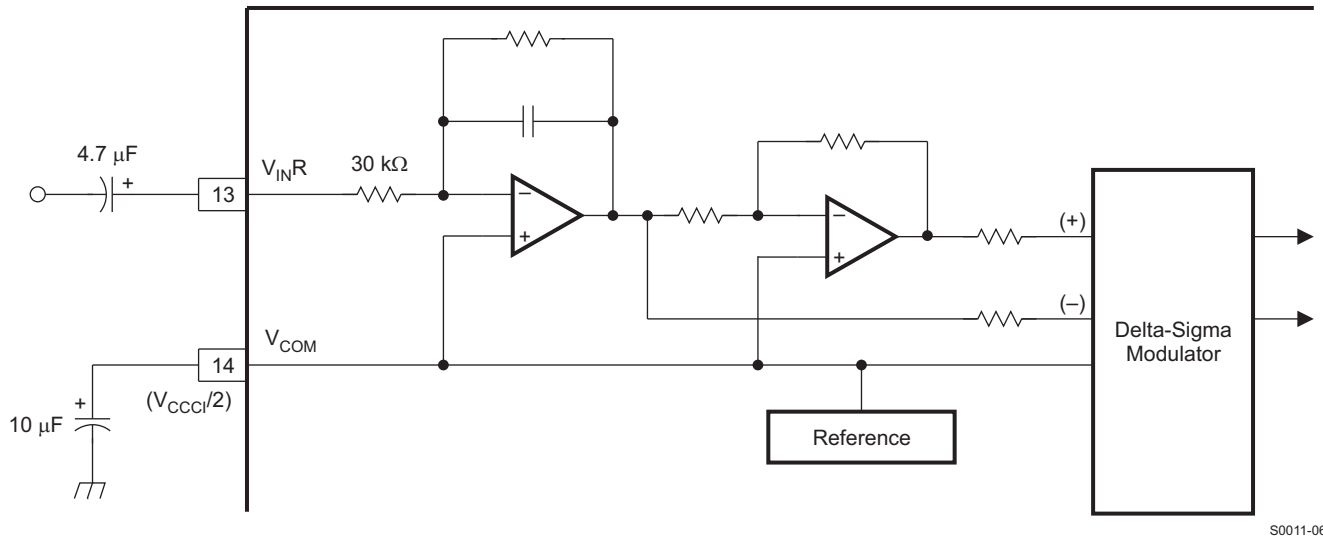 4.7 μF
+
13
V_INR
30 kΩ
−
+
−
+
(+)
(–)
Delta-Sigma
Modulator
14
V_COM
(V_CCCI/2)
+
10 μF
Reference
S0011-06